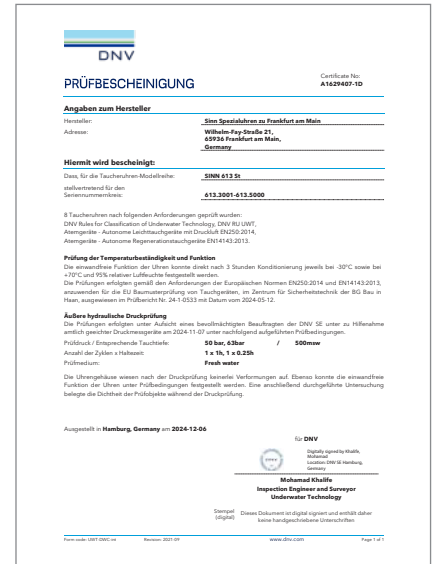 DNV
Certificate No:
A1629407-1D
PRÜFBESCHEINIGUNG
Angaben zum Hersteller
Hersteller: Sinn Spezialuhren zu Frankfurt am Main
Adresse: Wilhelm-Fay-Straße 21,
65936 Frankfurt am Main,
Germany
Hiermit wird bescheinigt:
Dass, für die Taucheruhren-Modellreihe: SINN 613 St
stellvertretend für den
Seriennummernkreis: 613.3001-613.5000
8 Taucheruhren nach folgenden Anforderungen geprüft wurden:
DNV Rules for Classification of Underwater Technology, DNV RU UWT,
Atemgeräte - Autonome Leichttauchgeräte mit Druckluft EN250:2014,
Atemgeräte - Autonome Regenerationstauchgeräte EN14143:2013.
Prüfung der Temperaturbeständigkeit und Funktion
Die einwandfreie Funktion der Uhren konnte direkt nach 3 Stunden Konditionierung jeweils bei -30°C sowie bei
+70°C und 95% relativer Luftfeuchte festgestellt werden.
Die Prüfungen erfolgten gemäß den Anforderungen der Europäischen Normen EN250:2014 und EN14143:2013,
anzuwenden für die EU Baumusterprüfung von Tauchgeräten, im Zentrum für Sicherheitstechnik der BG Bau in
Haan, ausgewiesen im Prüfbericht Nr. 24-1-0533 mit Datum vom 2024-05-12.
Äußere hydraulische Druckprüfung
Die Prüfungen erfolgten unter Aufsicht eines bevollmächtigten Beauftragten der DNV SE unter zu Hilfenahme
amtlich geeichter Druckmessgeräte am 2024-11-07 unter nachfolgend aufgeführten Bedingungen.
Prüfdruck / Entsprechende Tauchtiefe: 50 bar, 63bar / 500msw
Anzahl der Zyklen x Haltezeit 1 x 1h, 1 x 0.25h
Prüfmedium: Fresh water
Die Uhrengehäuse wiesen nach der Druckprüfung keinerlei Verformungen auf. Ebenso konnte die einwandfreie
Funktion der Uhren unter Prüfbedingungen festgestellt werden. Eine anschließend durchgeführte Untersuchung
belegte die Dichtheit der Prüfobjekte während der Druckprüfung.
Ausgestellt in Hamburg, Germany am 2024-12-06
für DNV
DNV
Digitally signed by Khalife,
Mohamad
Location: DNV SE Hamburg,
Germany
Mohamad Khalife
Inspection Engineer and Surveyor
Underwater Technology
Stempel
(digital)
Dieses Dokument ist digital signiert und enthält daher
keine handgeschriebene Unterschriften
Form code: UWT-DWC-int Revision: 2021-09 www.dnv.com Page 1 of 1